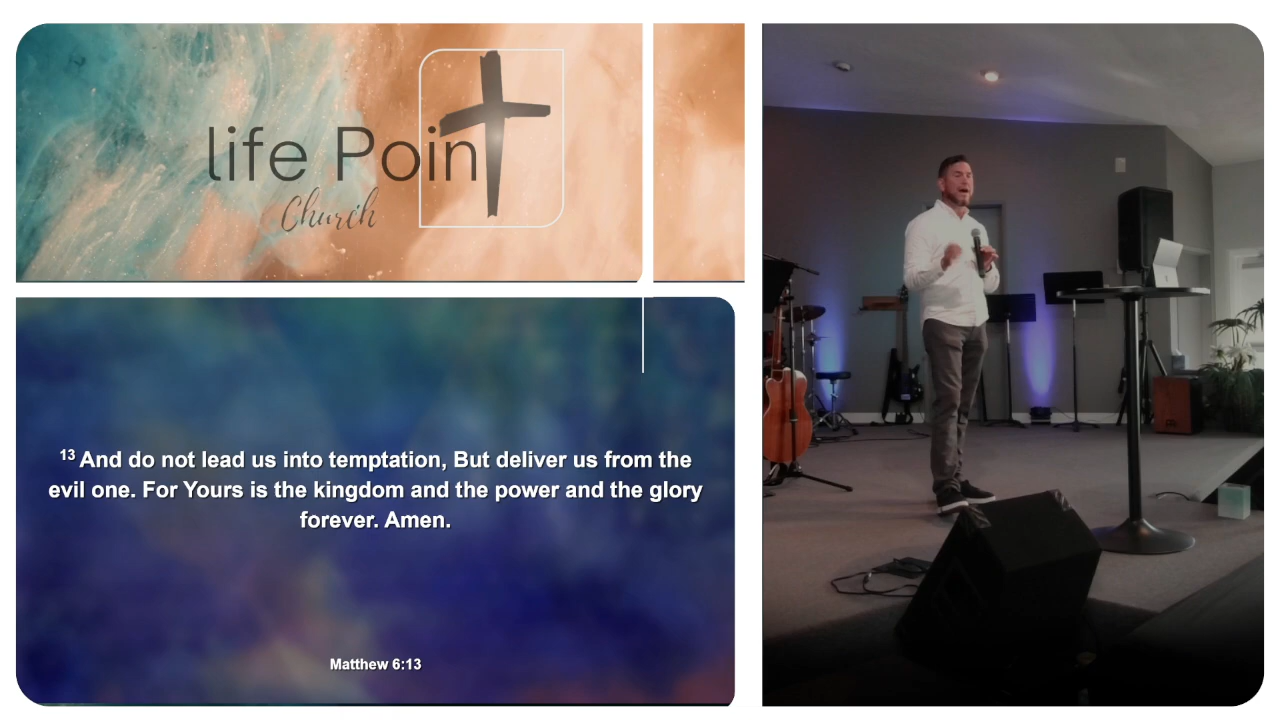 life Point
Church
13 And do not lead us into temptation, But deliver us from the
evil one. For Yours is the kingdom and the power and the glory
forever. Amen.
Matthew 6:13